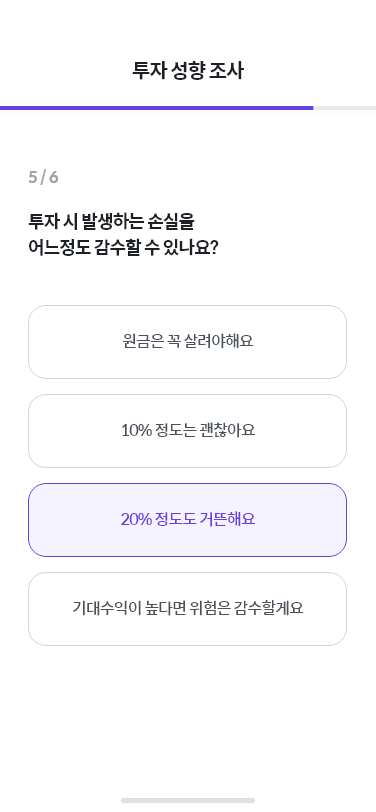 투자 성향 조사
5 / 6
투자 시 발생하는 손실을
어느정도 감수할 수 있나요?
원금은 꼭 살려야해요
10% 정도는 괜찮아요
20% 정도도 거뜬해요
기대수익이 높다면 위험은 감수할게요